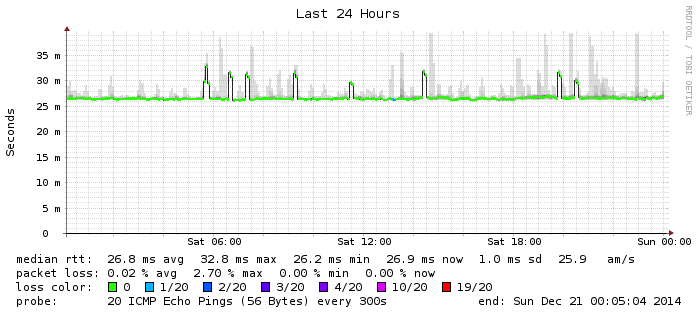 Last 24 Hours
RRDTOOL / TOBI OETIKER
Seconds
35 m
30 m
25 m
20 m
15 m
10 m
5 m
0
Sat 06:00 Sat 12:00 Sat 18:00 Sun 00:00
median rtt: 26.8 ms avg 32.8 ms max 26.2 ms min 26.9 ms now 1.0 ms sd 25.9 am/s
packet loss: 0.02 % avg 2.70 % max 0.00 % min 0.00 % now
loss color: 0 1/20 2/20 3/20 4/20 10/20 19/20
probe: 20 ICMP Echo Pings (56 Bytes) every 300s end: Sun Dec 21 00:05:04 2014